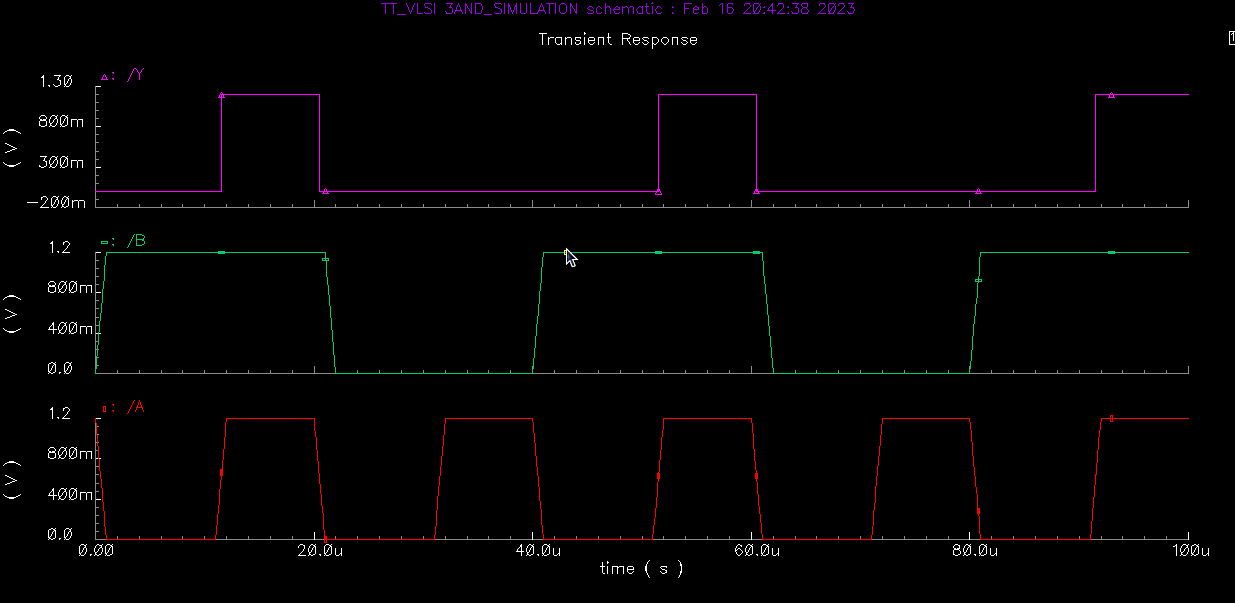 TT_VLSI 3AND_SIMULATION schematic : Feb 16 20:42:38 2023
Transient Response
: /Y
1.30
800m
300m
-200m
( V )
: /B
1.2
800m
400m
0.0
( V )
: /A
1.2
800m
400m
0.0
( V )
0.00 20.0u 40.0u 60.0u 80.0u 100u
time ( s )